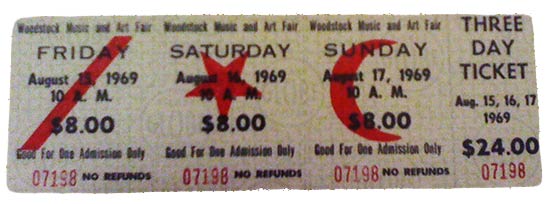 Woodstock Music and Art Fair
FRIDAY
August 15, 1969
10 A. M.
$8.00
Good For One Admission Only
07198 NO REFUNDS
Woodstock Music and Art Fair
SATURDAY
August 16, 1969
10 A. M.
$8.00
Good For One Admission Only
07198 NO REFUNDS
Woodstock Music and Art Fair
SUNDAY
August 17, 1969
10 A. M.
$8.00
Good For One Admission Only
07198 NO REFUNDS
THREE
DAY
TICKET
Aug. 15, 16, 17
1969
$24.00
07198